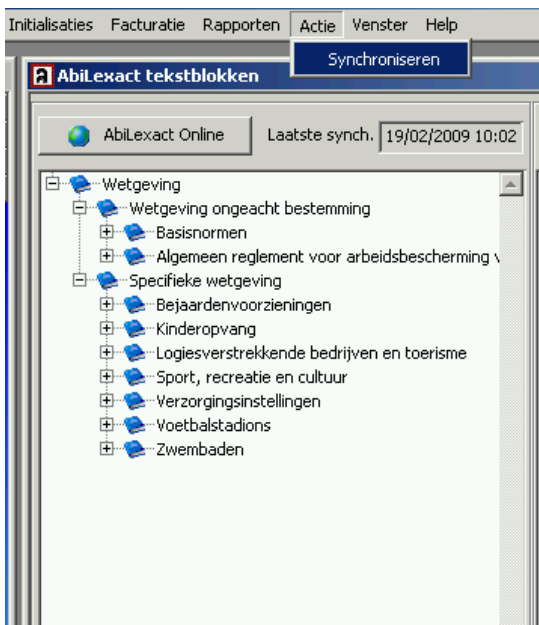 Initialisaties Facturatie Rapporten Actie Venster Help
Synchroniseren
AbiLexact tekstblokken
AbiLexact Online Laatste synch. 19/02/2009 10:02
Wetgeving
Wetgeving ongeacht bestemming
Basisnormen
Algemeen reglement voor arbeidsbescherming v
Specifieke wetgeving
Bejaardenvoorzieningen
Kinderopvang
Logiesverstrekkende bedrijven en toerisme
Sport, recreatie en cultuur
Verzorgingsinstellingen
Voetbalstadions
Zwembaden